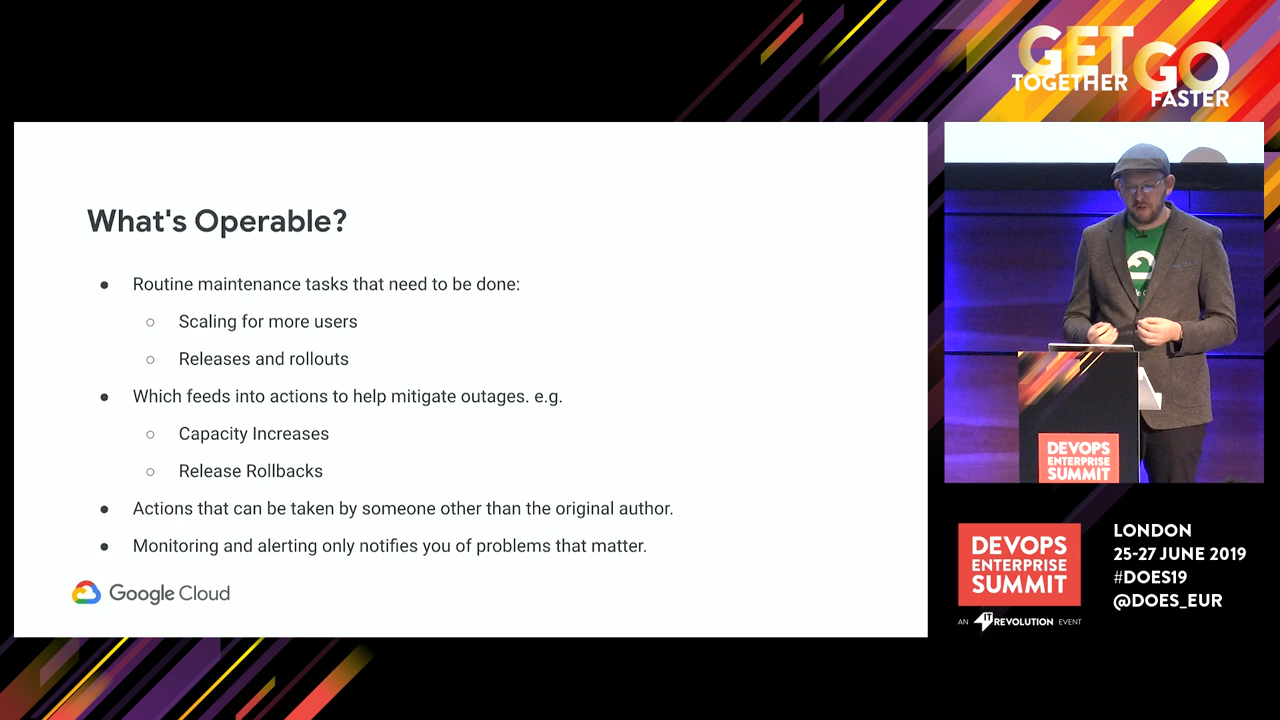 GET
TOGETHER
GO
FASTER
What's Operable?
● Routine maintenance tasks that need to be done:
○ Scaling for more users
○ Releases and rollouts
● Which feeds into actions to help mitigate outages. e.g.
○ Capacity Increases
○ Release Rollbacks
● Actions that can be taken by someone other than the original author.
● Monitoring and alerting only notifies you of problems that matter.
Google Cloud
DEVOPS
ENTERPRISE
SUMMIT
DEVOPS
ENTERPRISE
SUMMIT
AN IT REVOLUTION EVENT
LONDON
25-27 JUNE 2019
#DOES19
@DOES_EUR